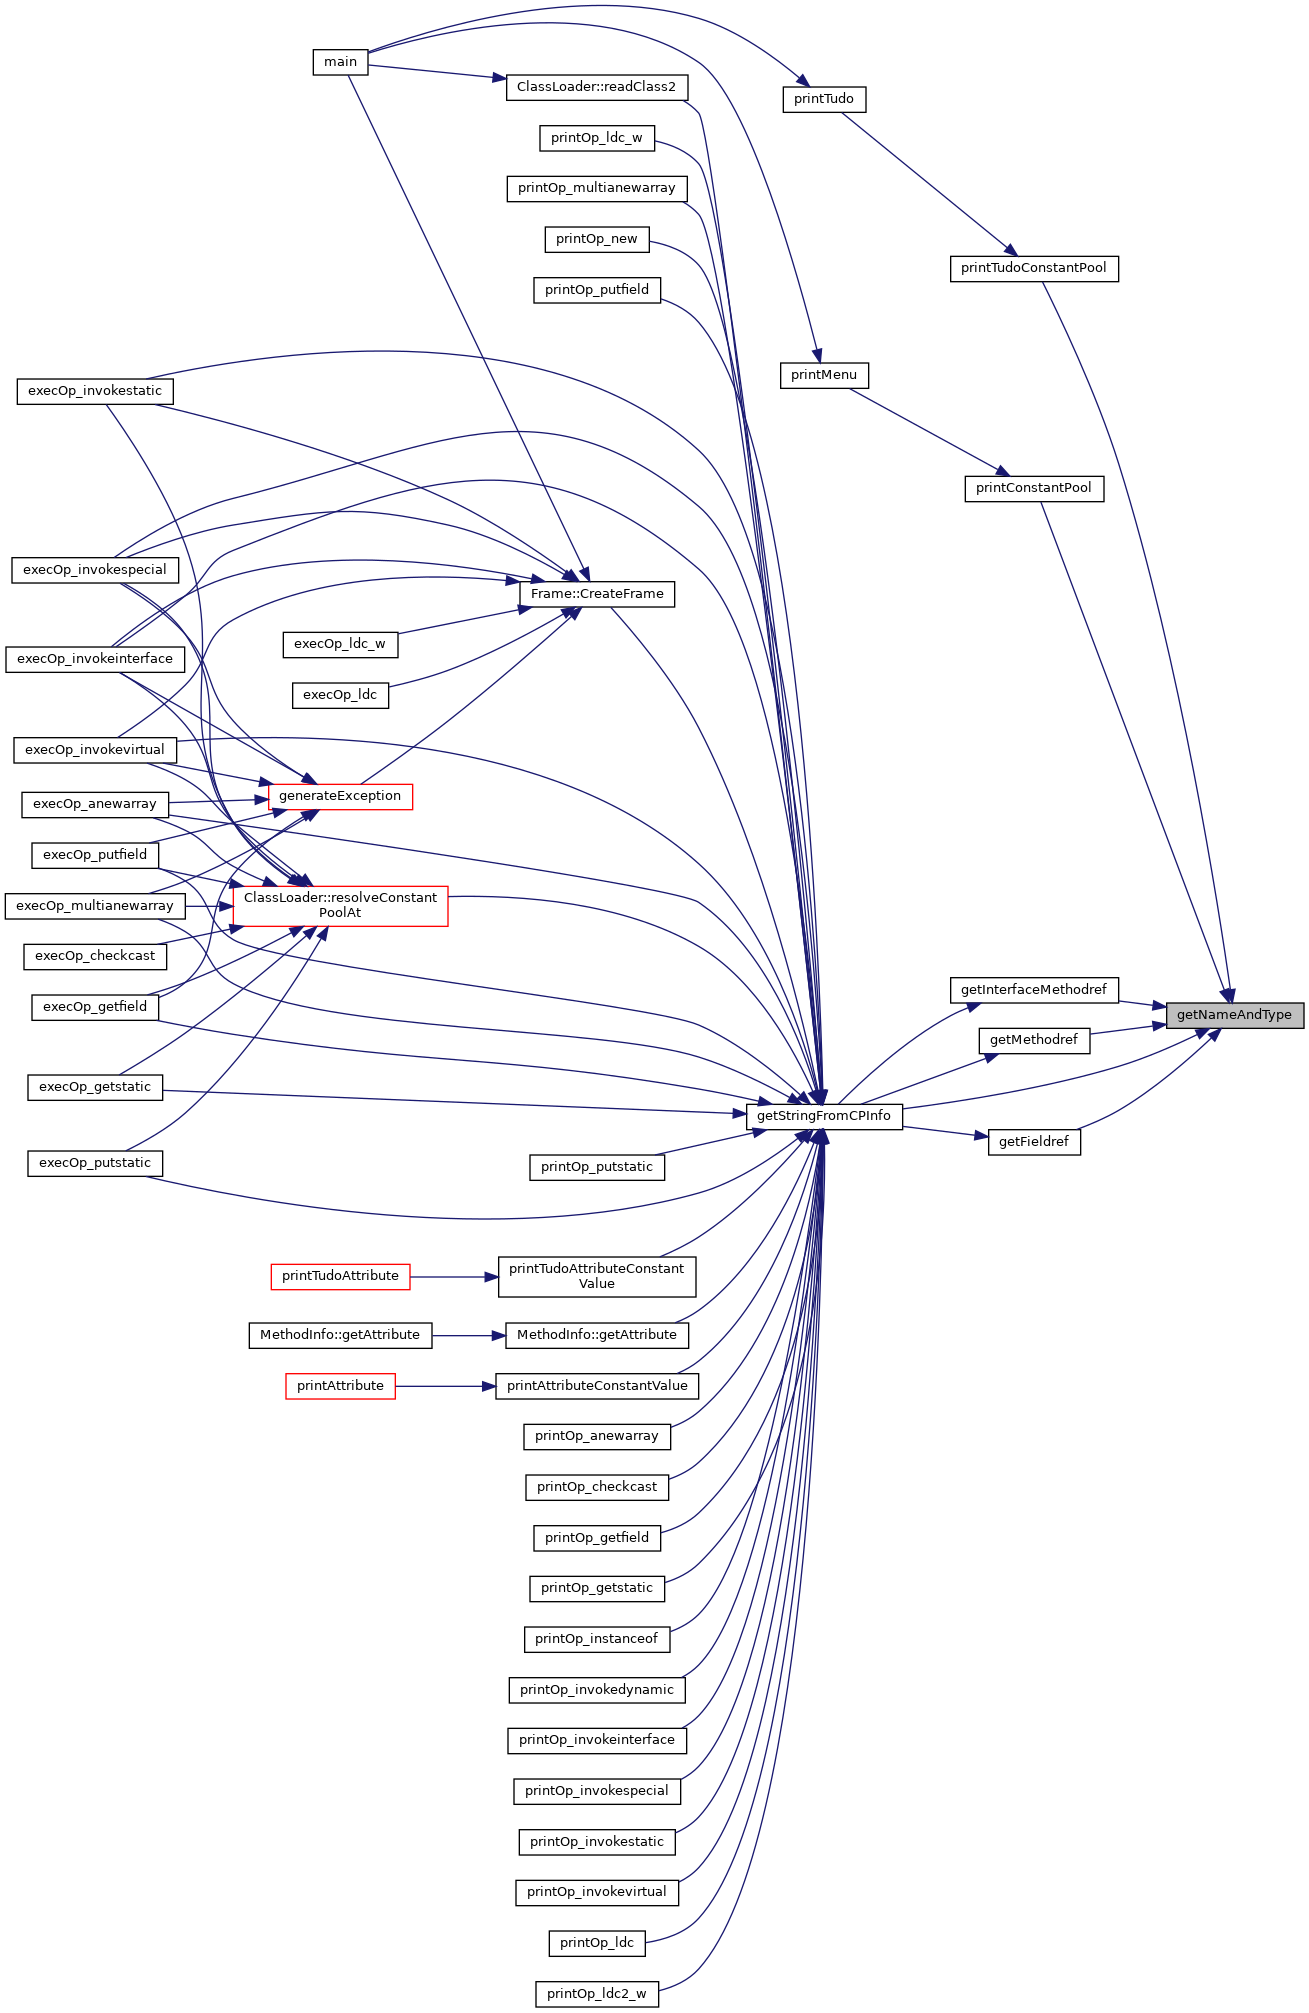 main
ClassLoader::readClass2
printTudo
printOp_ldc_w
printOp_multianewarray
printOp_new
printTudoConstantPool
printOp_putfield
printMenu
execOp_invokestatic
printConstantPool
execOp_invokespecial
Frame::CreateFrame
execOp_ldc_w
execOp_invokeinterface
execOp_ldc
execOp_invokevirtual
generateException
execOp_anewarray
execOp_putfield
ClassLoader::resolveConstant
PoolAt
execOp_multianewarray
execOp_checkcast
getInterfaceMethodref
execOp_getfield
getNameAndType
getMethodref
execOp_getstatic
getStringFromCPInfo
getFieldref
execOp_putstatic
printOp_putstatic
printTudoAttribute
printTudoAttributeConstant
Value
MethodInfo::getAttribute
MethodInfo::getAttribute
printAttribute
printAttributeConstantValue
printOp_anewarray
printOp_checkcast
printOp_getfield
printOp_getstatic
printOp_instanceof
printOp_invokedynamic
printOp_invokeinterface
printOp_invokespecial
printOp_invokestatic
printOp_invokevirtual
printOp_ldc
printOp_ldc2_w